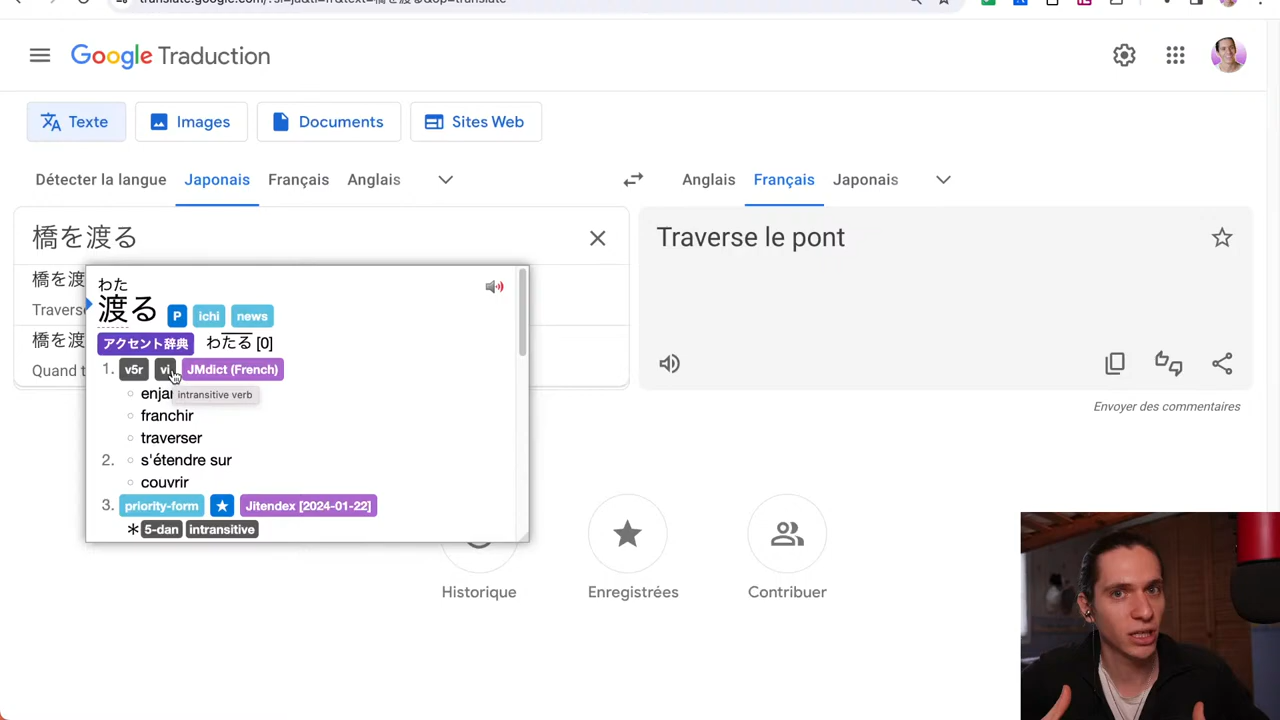 Google Traduction
Texte
Images
Documents
Sites Web
Détecter la langue
Japonais
Français
Anglais
Anglais
Français
Japonais
橋を渡る
Traverse le pont
橋を渡
Traverse
橋を渡
Quand
わた
渡る P ichi news
アクセント辞典 わたる [0]
1. v5r vi JMdict (French)
intransitive verb
franchir
traverser
2. s'étendre sur
couvrir
3. priority-form ★ Jitendex [2024-01-22]
* 5-dan intransitive
Envoyer des commentaires
Historique
Enregistrées
Contribuer